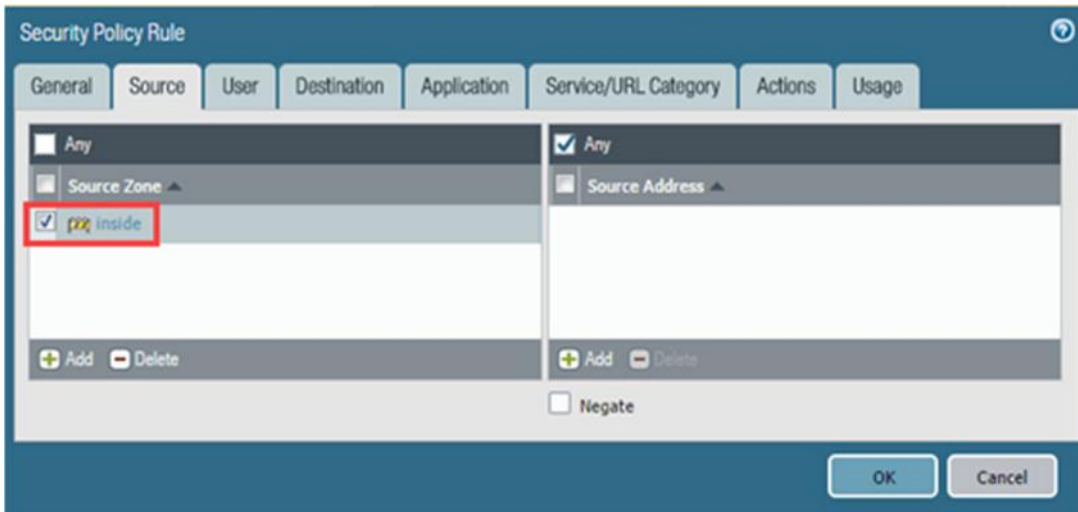 Security Policy Rule
General Source User Destination Application Service/URL Category Actions Usage
Any Any
Source Zone Source Address
inside
Add Delete Add Delete
Negate
OK Cancel